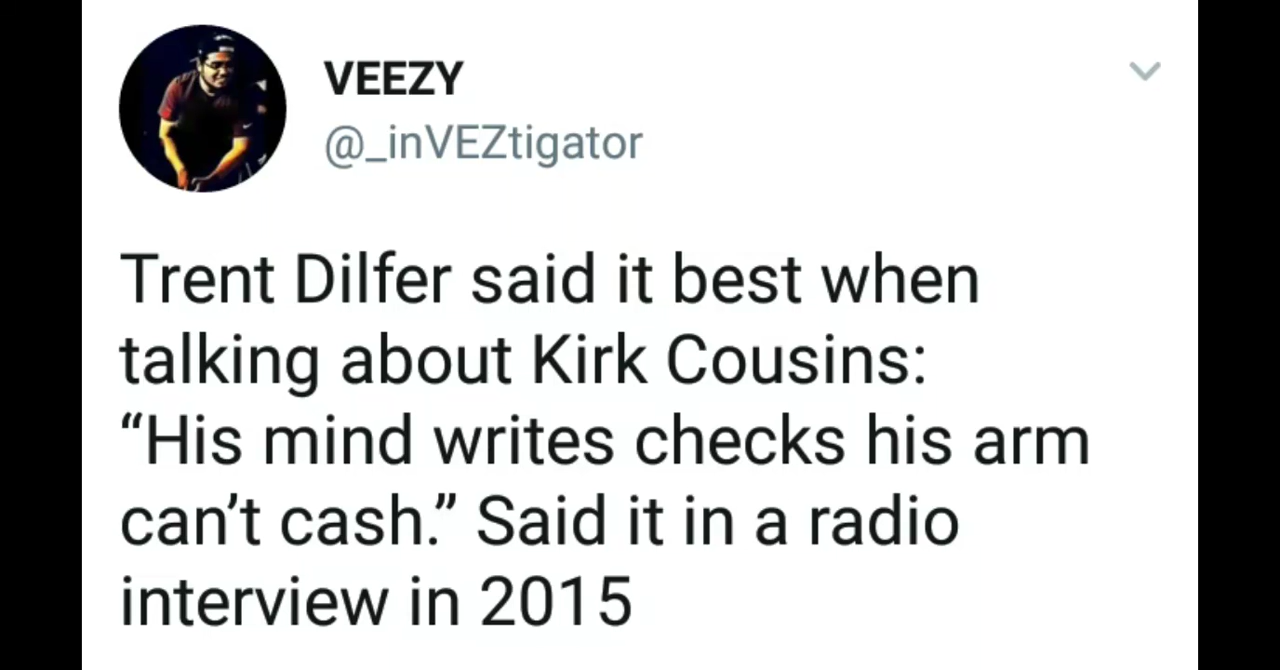 VEEZY
@_inVEZtigator
Trent Dilfer said it best when
talking about Kirk Cousins:
“His mind writes checks his arm
can’t cash.” Said it in a radio
interview in 2015